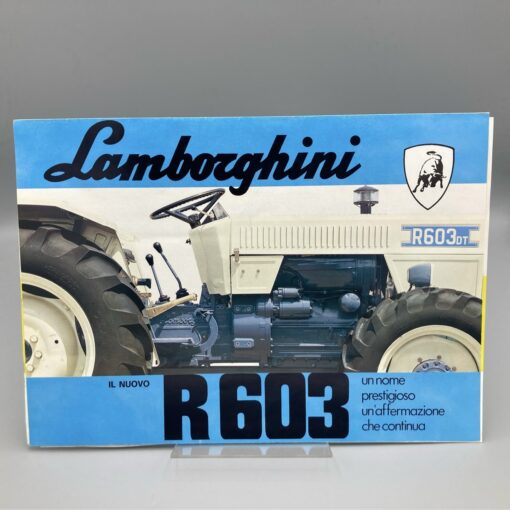 Lamborghini
R603DT
IL NUOVO
R603
un nome
prestigioso
un'affermazione
che continua